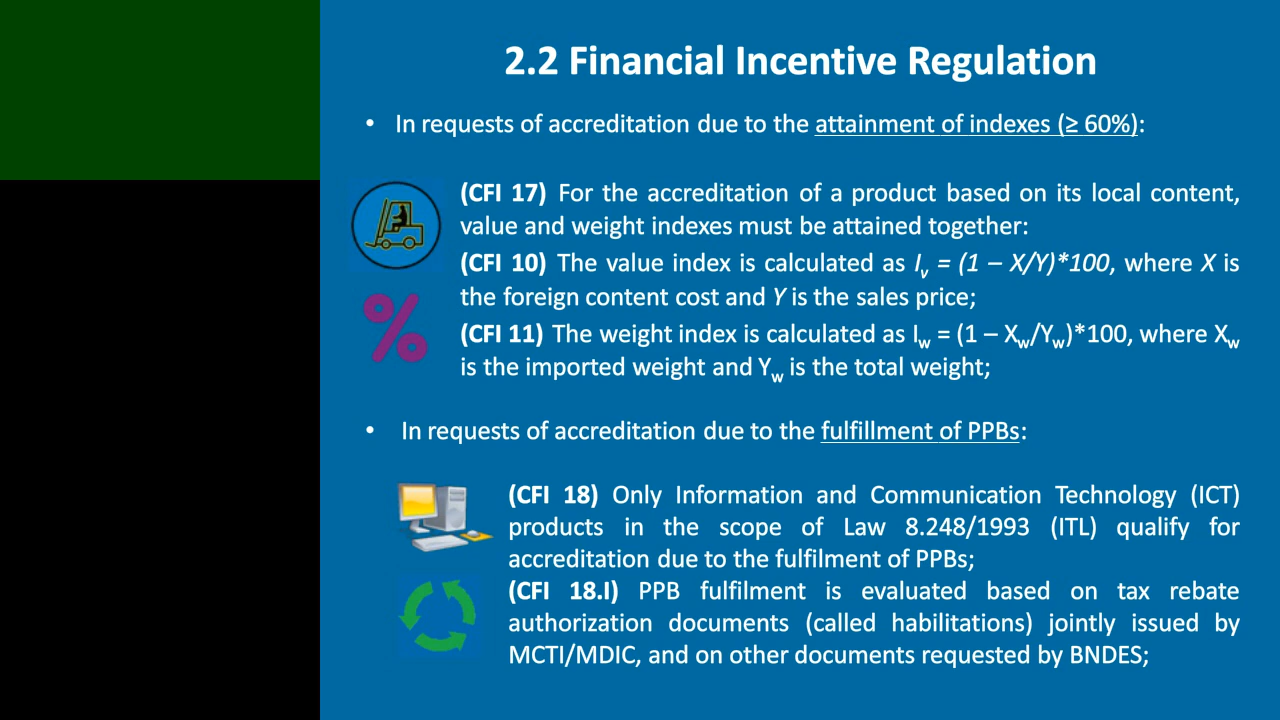 2.2 Financial Incentive Regulation
• In requests of accreditation due to the attainment of indexes (≥ 60%):
(CFI 17) For the accreditation of a product based on its local content,
value and weight indexes must be attained together:
(CFI 10) The value index is calculated as Iv = (1 – X/Y)*100, where X is
the foreign content cost and Y is the sales price;
(CFI 11) The weight index is calculated as Iw = (1 – Xw/Yw)*100, where Xw
is the imported weight and Yw is the total weight;
%
• In requests of accreditation due to the fulfillment of PPBs:
(CFI 18) Only Information and Communication Technology (ICT)
products in the scope of Law 8.248/1993 (ITL) qualify for
accreditation due to the fulfilment of PPBs;
(CFI 18.I) PPB fulfilment is evaluated based on tax rebate
authorization documents (called habilitations) jointly issued by
MCTI/MDIC, and on other documents requested by BNDES;